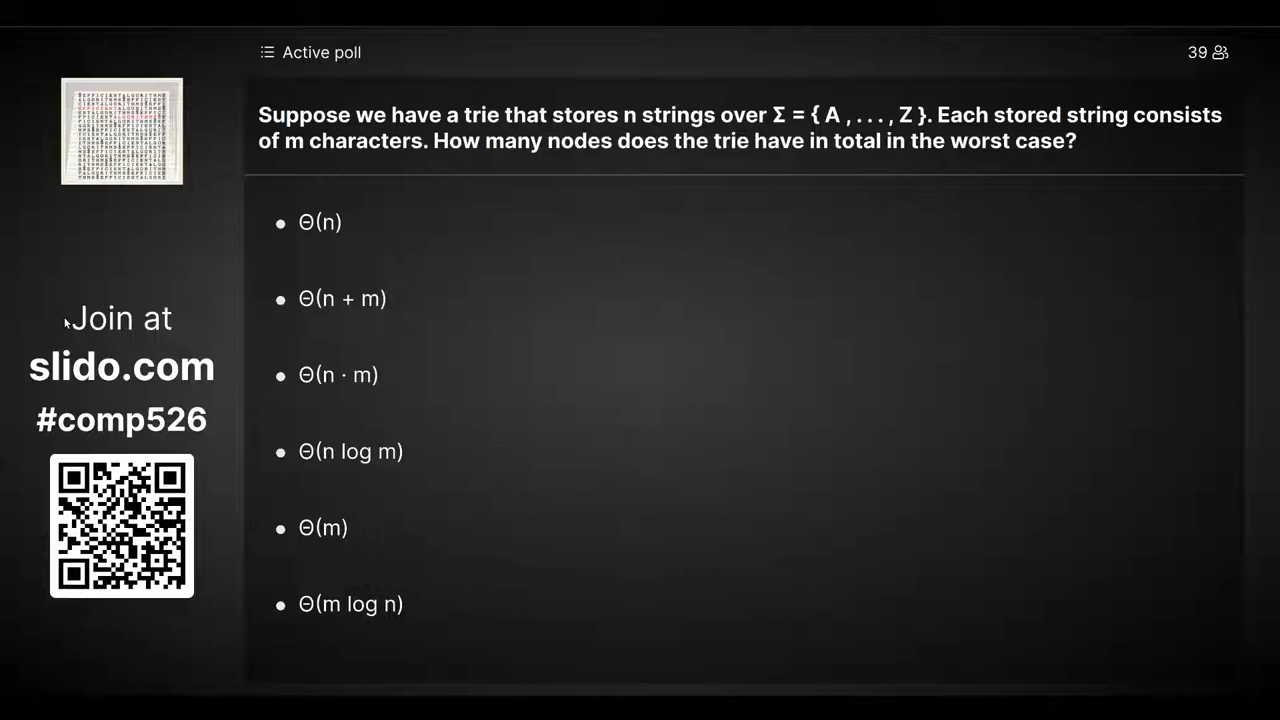 Active poll
39
Suppose we have a trie that stores n strings over Σ = { A , . . . , Z }. Each stored string consists
of m characters. How many nodes does the trie have in total in the worst case?
• Θ(n)
• Θ(n + m)
• Θ(n · m)
• Θ(n log m)
• Θ(m)
• Θ(m log n)
Join at
slido.com
#comp526